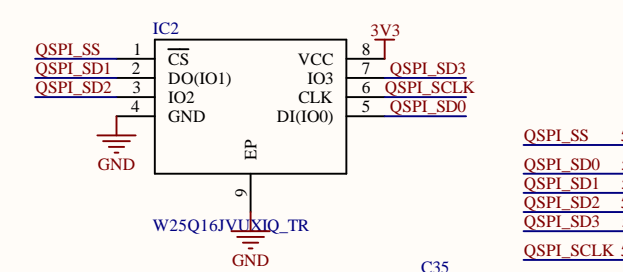 IC2
3V3
QSPI_SS 1 CS VCC 8
QSPI_SD1 2 DO(IO1) IO3 7 QSPI_SD3
QSPI_SD2 3 IO2 CLK 6 QSPI_SCLK
4 GND DI(IO0) 5 QSPI_SD0
GND
EP
9
W25Q16JVUXIQ_TR
GND
QSPI_SS
QSPI_SD0
QSPI_SD1
QSPI_SD2
QSPI_SD3
QSPI_SCLK
C35